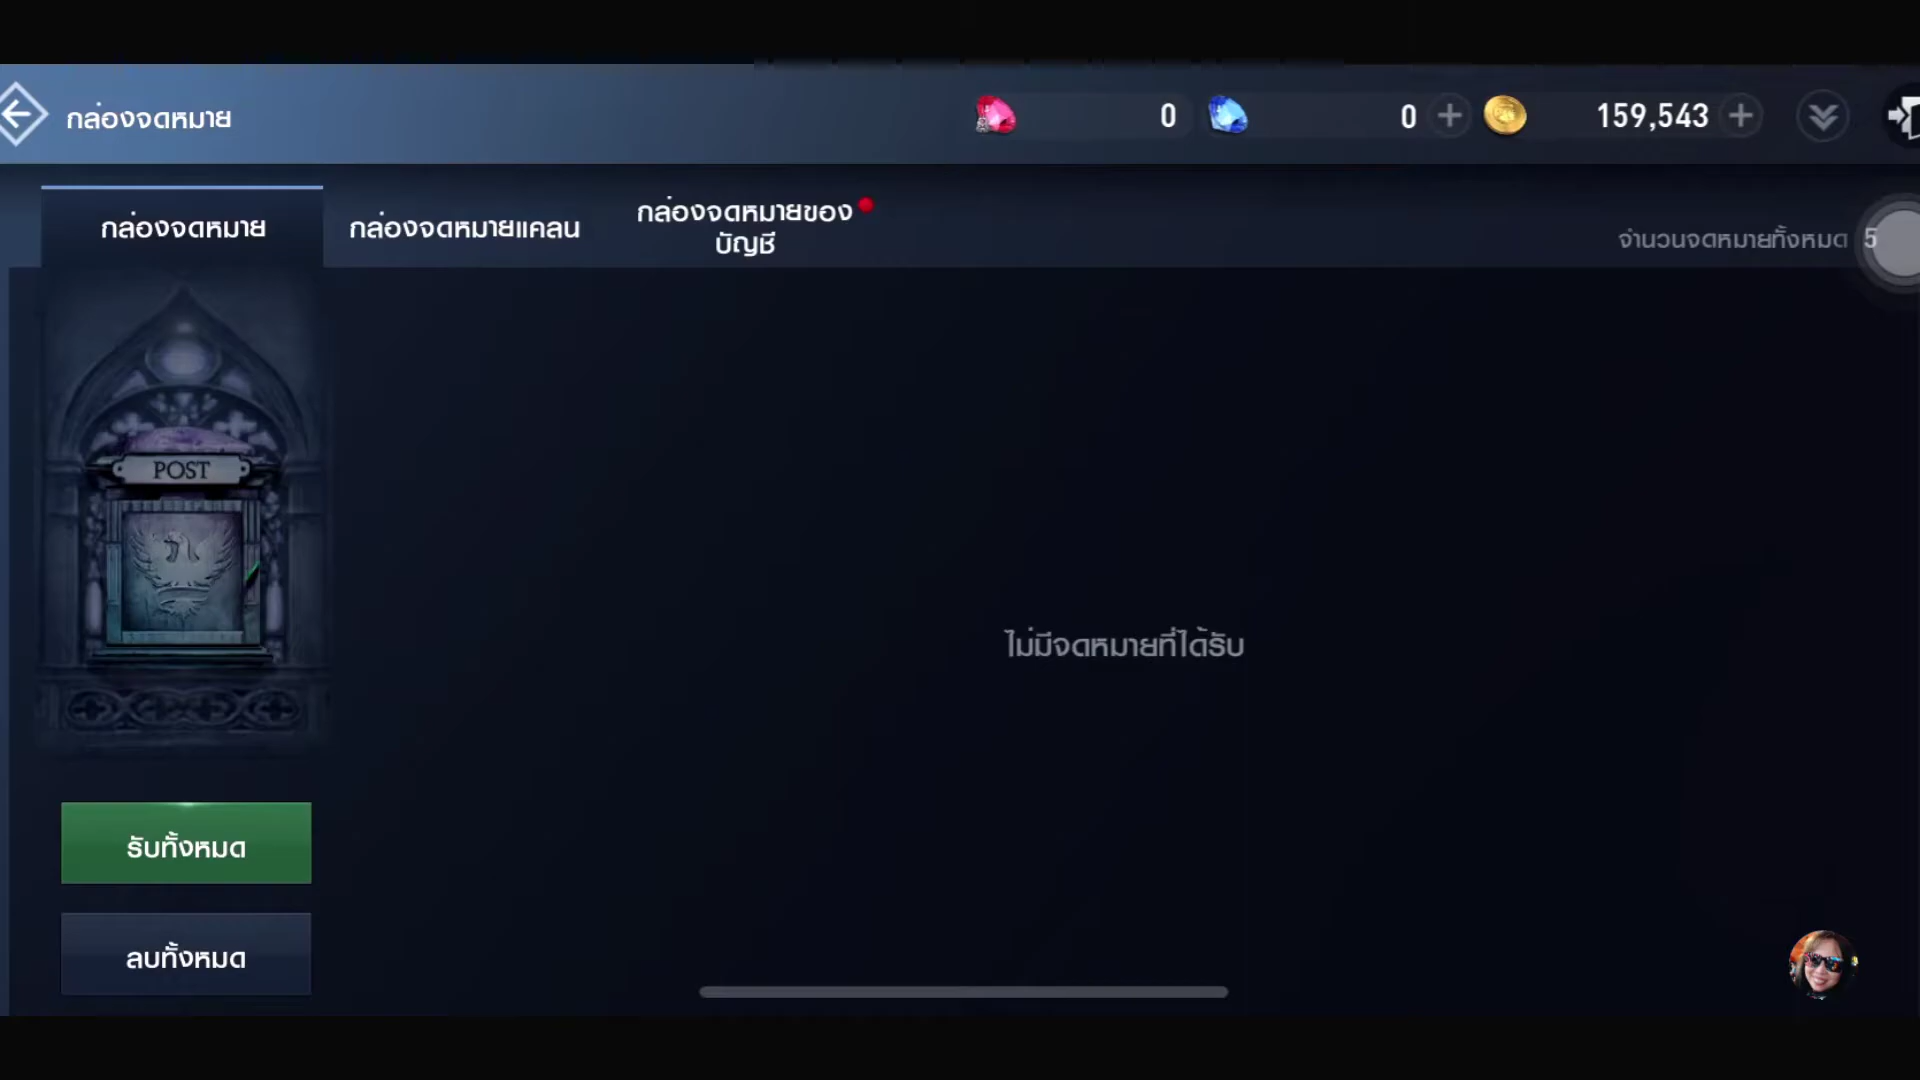 กล่องจดหมาย
0
0
159,543
กล่องจดหมาย
กล่องจดหมายแคลน
กล่องจดหมายของ
บัญชี
จำนวนจดหมายทั้งหมด 5
POST
ไม่มีจดหมายที่ได้รับ
รับทั้งหมด
ลบทั้งหมด